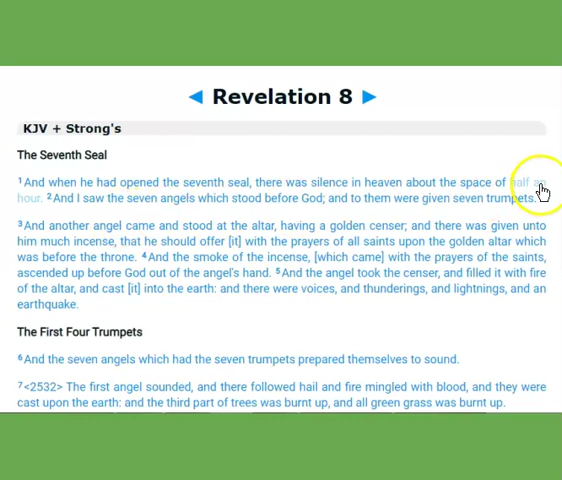 ◄ Revelation 8 ►
KJV + Strong's
The Seventh Seal
1And when he had opened the seventh seal, there was silence in heaven about the space of half an
hour. 2And I saw the seven angels which stood before God; and to them were given seven trumpets.
3And another angel came and stood at the altar, having a golden censer; and there was given unto
him much incense, that he should offer [it] with the prayers of all saints upon the golden altar which
was before the throne. 4And the smoke of the incense, [which came] with the prayers of the saints,
ascended up before God out of the angel's hand. 5And the angel took the censer, and filled it with fire
of the altar, and cast [it] into the earth: and there were voices, and thunderings, and lightnings, and an
earthquake.
The First Four Trumpets
6And the seven angels which had the seven trumpets prepared themselves to sound.
7<2532> The first angel sounded, and there followed hail and fire mingled with blood, and they were
cast upon the earth: and the third part of trees was burnt up, and all green grass was burnt up.